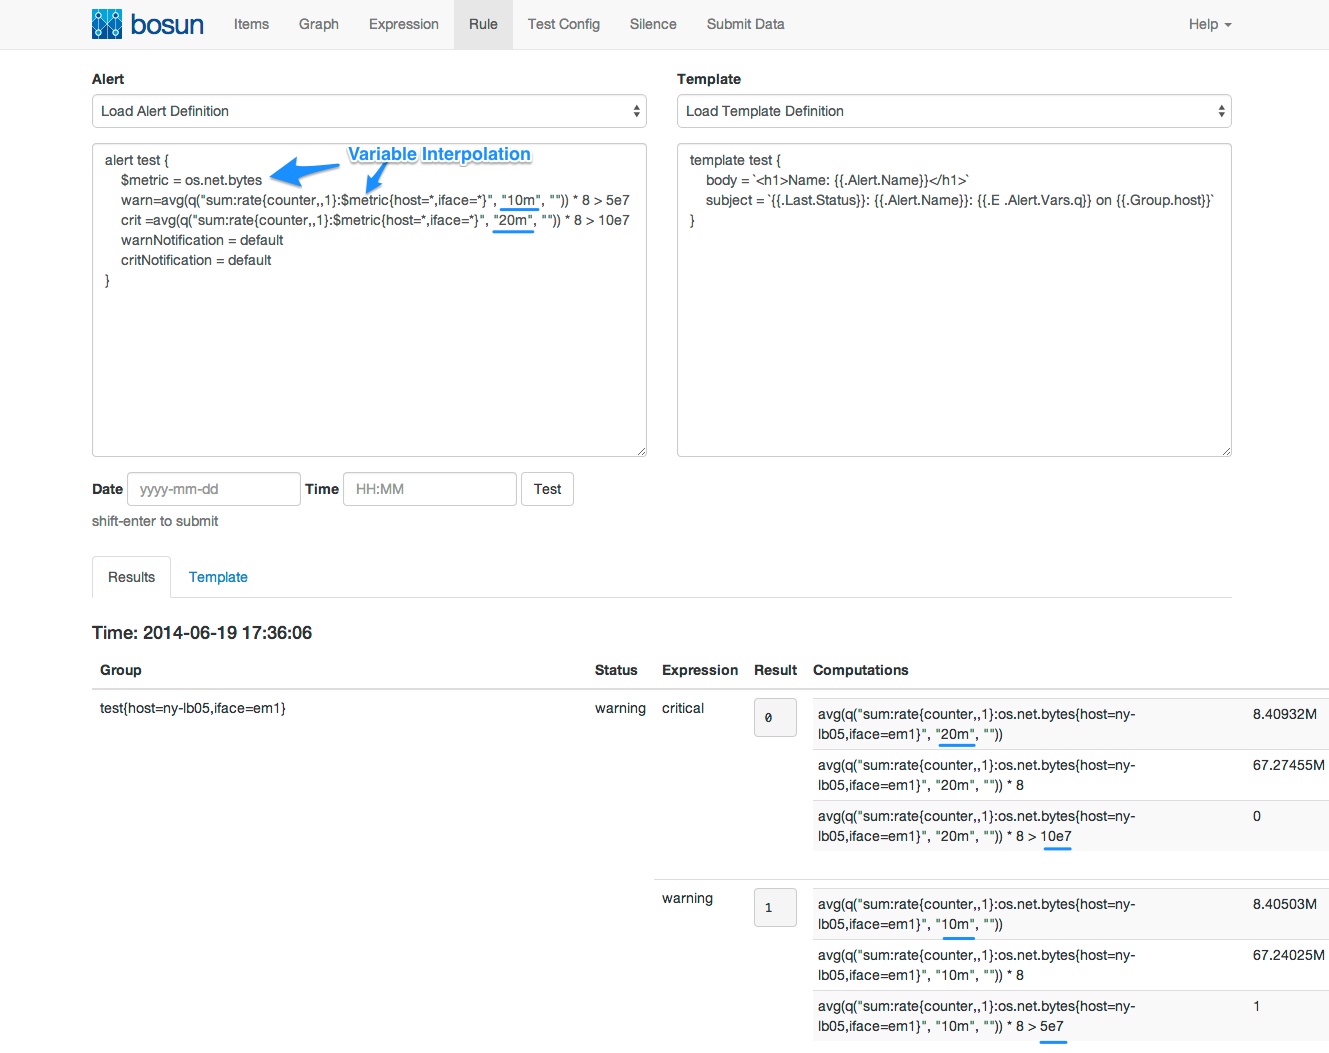 bosun Items Graph Expression Rule Test Config Silence Submit Data Help
Alert
Load Alert Definition
Variable Interpolation
alert test {
$metric = os.net.bytes
warn=avg(q("sum:rate{counter,,1}:$metric{host=*,iface=*}", "10m", "")) * 8 > 5e7
crit =avg(q("sum:rate{counter,,1}:$metric{host=*,iface=*}", "20m", "")) * 8 > 10e7
warnNotification = default
critNotification = default
}
Template
Load Template Definition
template test {
body = `<h1>Name: {{.Alert.Name}}</h1>`
subject = `{{.Last.Status}}: {{.Alert.Name}}: {{.E .Alert.Vars.q}} on {{.Group.host}}`
}
Date yyyy-mm-dd Time HH:MM Test
shift-enter to submit
Results Template
Time: 2014-06-19 17:36:06
Group Status Expression Result Computations
test{host=ny-lb05,iface=em1} warning critical 0
avg(q("sum:rate{counter,,1}:os.net.bytes{host=ny- 8.40932M
lb05,iface=em1}", "20m", ""))
avg(q("sum:rate{counter,,1}:os.net.bytes{host=ny- 67.27455M
lb05,iface=em1}", "20m", "")) * 8
avg(q("sum:rate{counter,,1}:os.net.bytes{host=ny- 0
lb05,iface=em1}", "20m", "")) * 8 > 10e7
warning 1
avg(q("sum:rate{counter,,1}:os.net.bytes{host=ny- 8.40503M
lb05,iface=em1}", "10m", ""))
avg(q("sum:rate{counter,,1}:os.net.bytes{host=ny- 67.24025M
lb05,iface=em1}", "10m", "")) * 8
avg(q("sum:rate{counter,,1}:os.net.bytes{host=ny- 1
lb05,iface=em1}", "10m", "")) * 8 > 5e7